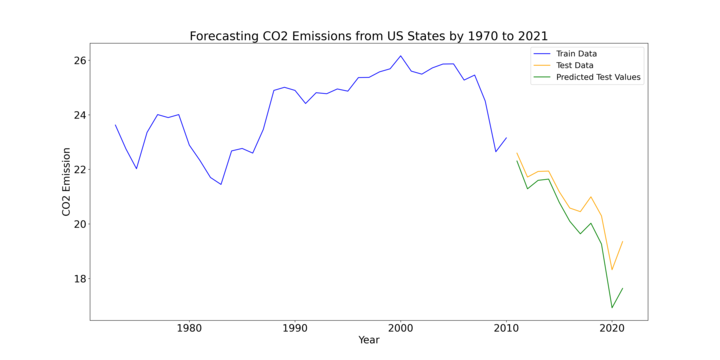 Forecasting CO2 Emissions from US States by 1970 to 2021
Train Data
Test Data
Predicted Test Values
CO2 Emission
26
24
22
20
18
1980
1990
2000
2010
2020
Year